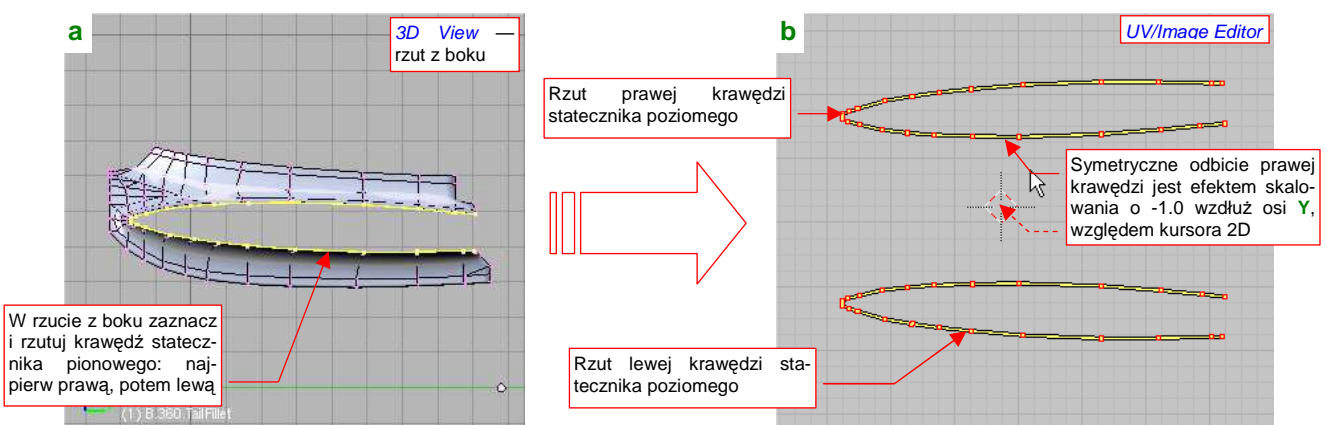 a
3D View —
rzut z boku
W rzucie z boku zaznacz
i rzutuj krawędź statecz-
nika pionowego: naj-
pierw prawą, potem lewą
(1) B.360.TailFillet
Rzut prawej krawędzi
statecznika poziomego
Rzut lewej krawędzi sta-
tecznika poziomego
b
UV/Image Editor
Symetryczne odbicie prawej
krawędzi jest efektem skalo-
wania o -1.0 wzdłuż osi Y,
względem kursora 2D